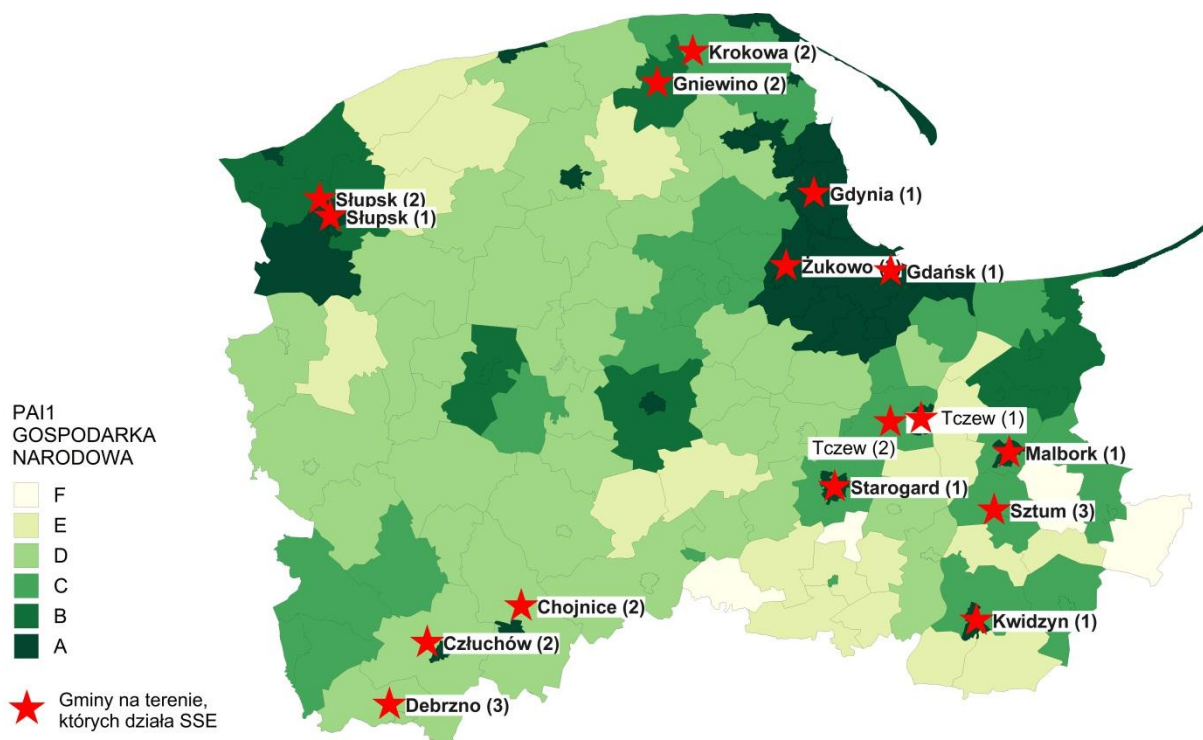 Krokowa (2)
Gniewino (2)
Słupsk (2)
Słupsk (1)
Gdynia (1)
Żukowo (
Gdańsk (1)
PAI1
GOSPODARKA
NARODOWA
F
E
D
C
B
A
Gminy na terenie,
których działa SSE
Tczew (1)
Tczew (2)
Malbork (1)
Starogard (1)
Sztum (3)
Chojnice (2)
Kwidzyn (1)
Człuchów (2)
Debrzno (3)